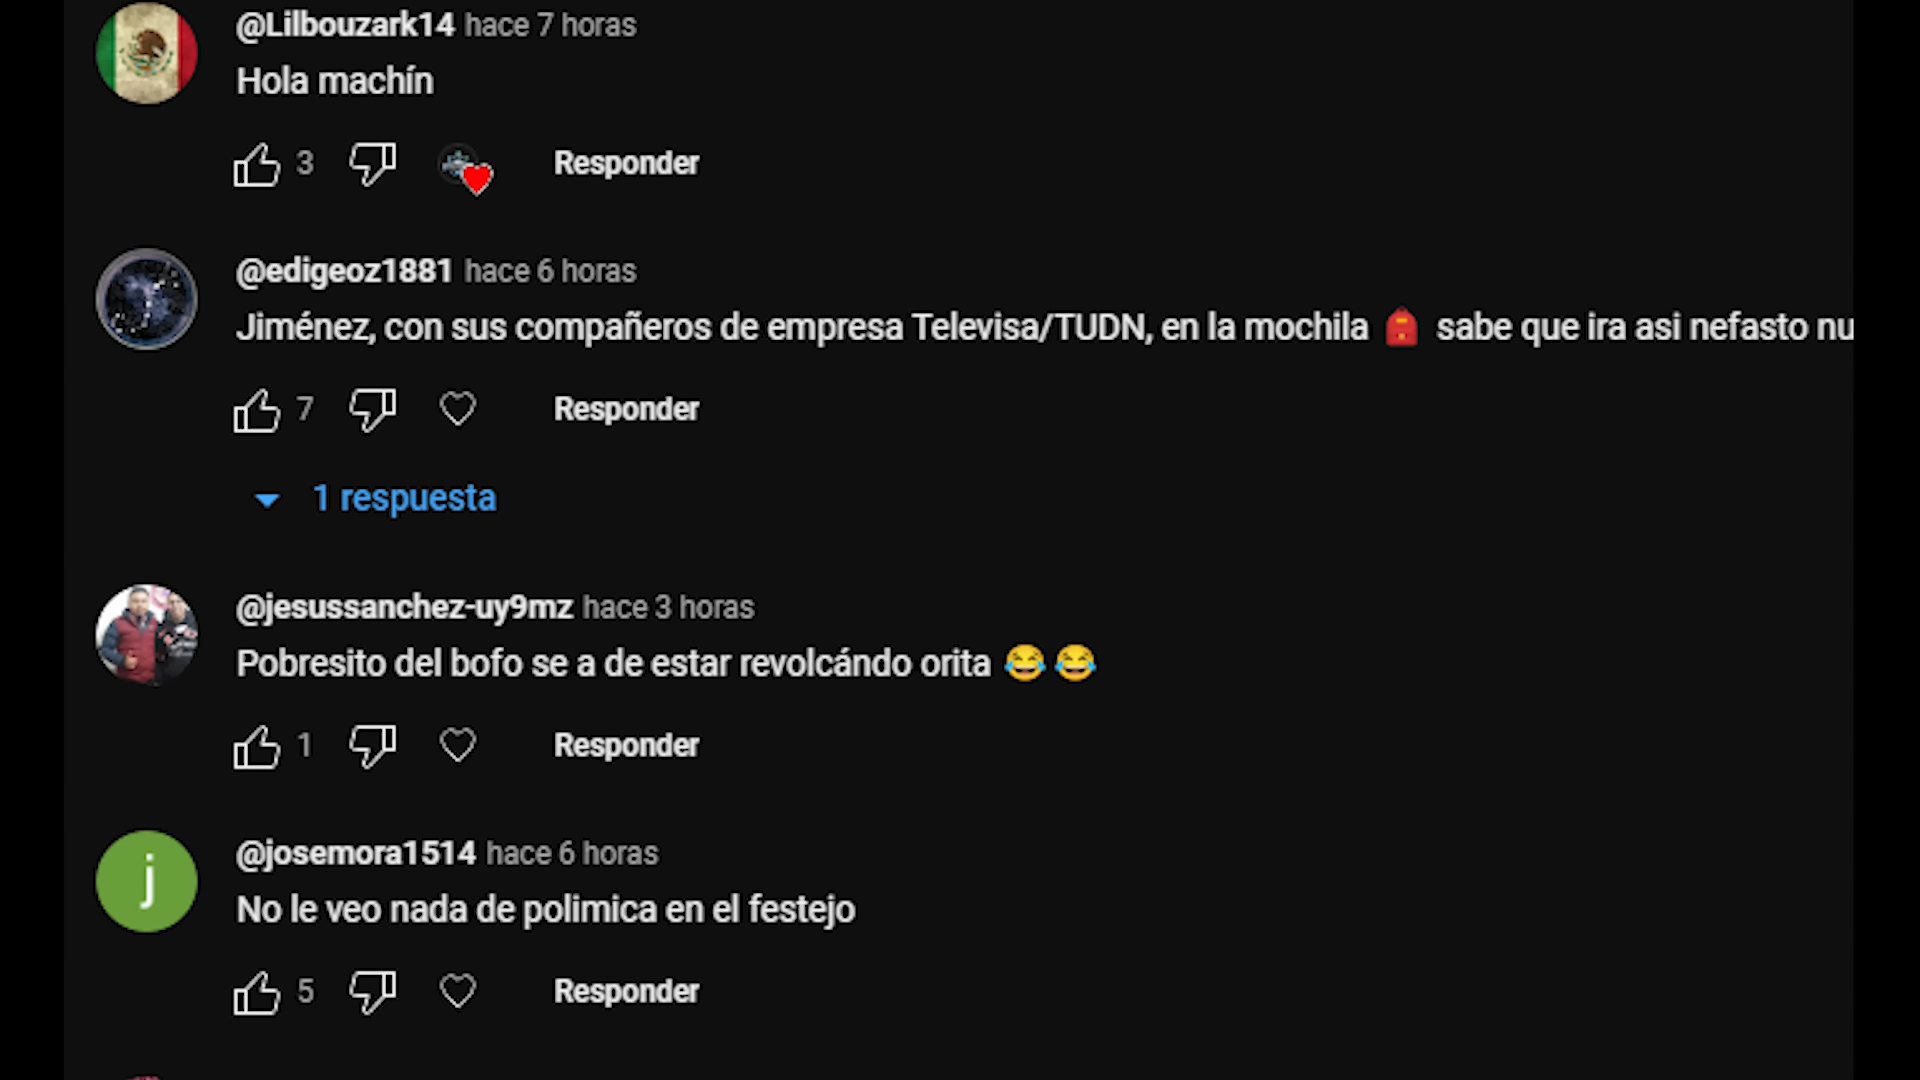 @Lilbouzark14 hace 7 horas
Hola machín
3 Responder
@edigeoz1881 hace 6 horas
Jiménez, con sus compañeros de empresa Televisa/TUDN, en la mochila 🎒 sabe que ira asi nefasto nu
7 Responder
1 respuesta
@jesussanchez-uy9mz hace 3 horas
Pobresito del bofo se a de estar revolcándo orita 😂😂
1 Responder
@josemora1514 hace 6 horas
j
No le veo nada de polimica en el festejo
5 Responder